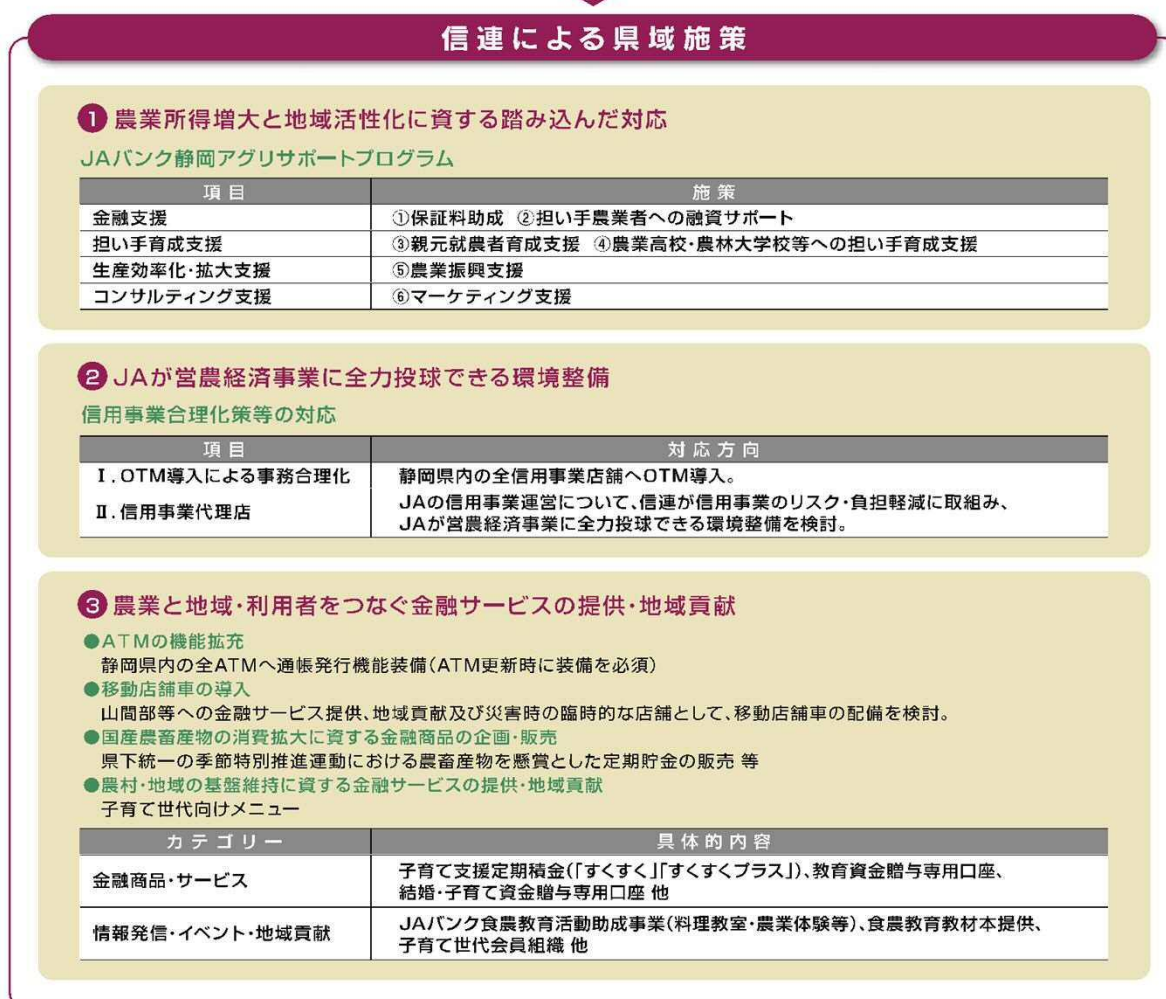 信連による県域施策
1 農業所得増大と地域活性化に資する踏み込んだ対応
JAバンク静岡アグリサポートプログラム
項目 施策
金融支援 ①保証料助成 ②担い手農業者への融資サポート
担い手育成支援 ③親元就農者育成支援 ④農業高校・農林大学校等への担い手育成支援
生産効率化・拡大支援 ⑤農業振興支援
コンサルティング支援 ⑥マーケティング支援
2 JAが営農経済事業に全力投球できる環境整備
信用事業合理化策等の対応
項目 対応方向
Ⅰ.OTM導入による事務合理化 静岡県内の全信用事業店舗へOTM導入。
Ⅱ.信用事業代理店 JAの信用事業運営について、信連が信用事業のリスク・負担軽減に取組み、
JAが営農経済事業に全力投球できる環境整備を検討。
3 農業と地域・利用者をつなぐ金融サービスの提供・地域貢献
●ATMの機能拡充
静岡県内の全ATMへ通帳発行機能装備(ATM更新時に装備を必須)
●移動店舗車の導入
山間部等への金融サービス提供、地域貢献及び災害時の臨時的な店舗として、移動店舗車の配備を検討。
●国産農畜産物の消費拡大に資する金融商品の企画・販売
県下統一の季節特別推進運動における農畜産物を懸賞とした定期貯金の販売 等
●農村・地域の基盤維持に資する金融サービスの提供・地域貢献
子育て世代向けメニュー
カテゴリー 具体的内容
金融商品・サービス 子育て支援定期積金(「すくすく」「すくすくプラス」)、教育資金贈与専用口座、
結婚・子育て資金贈与専用口座 他
情報発信・イベント・地域貢献 JAバンク食農教育活動助成事業(料理教室・農業体験等)、食農教育教材本提供、
子育て世代会員組織 他